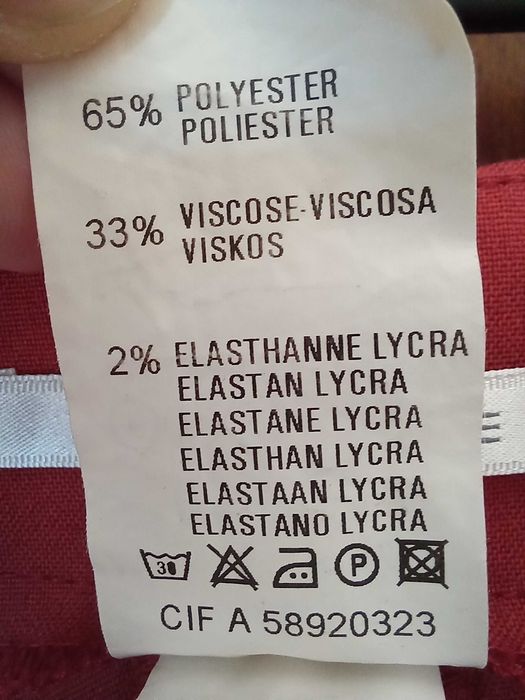 65% POLYESTER
POLIESTER
33% VISCOSE-VISCOSA
VISKOS
2% ELASTHANNE LYCRA
ELASTAN LYCRA
ELASTANE LYCRA
ELASTHAN LYCRA
ELASTAAN LYCRA
ELASTANO LYCRA
30 P
CIF A 58920323